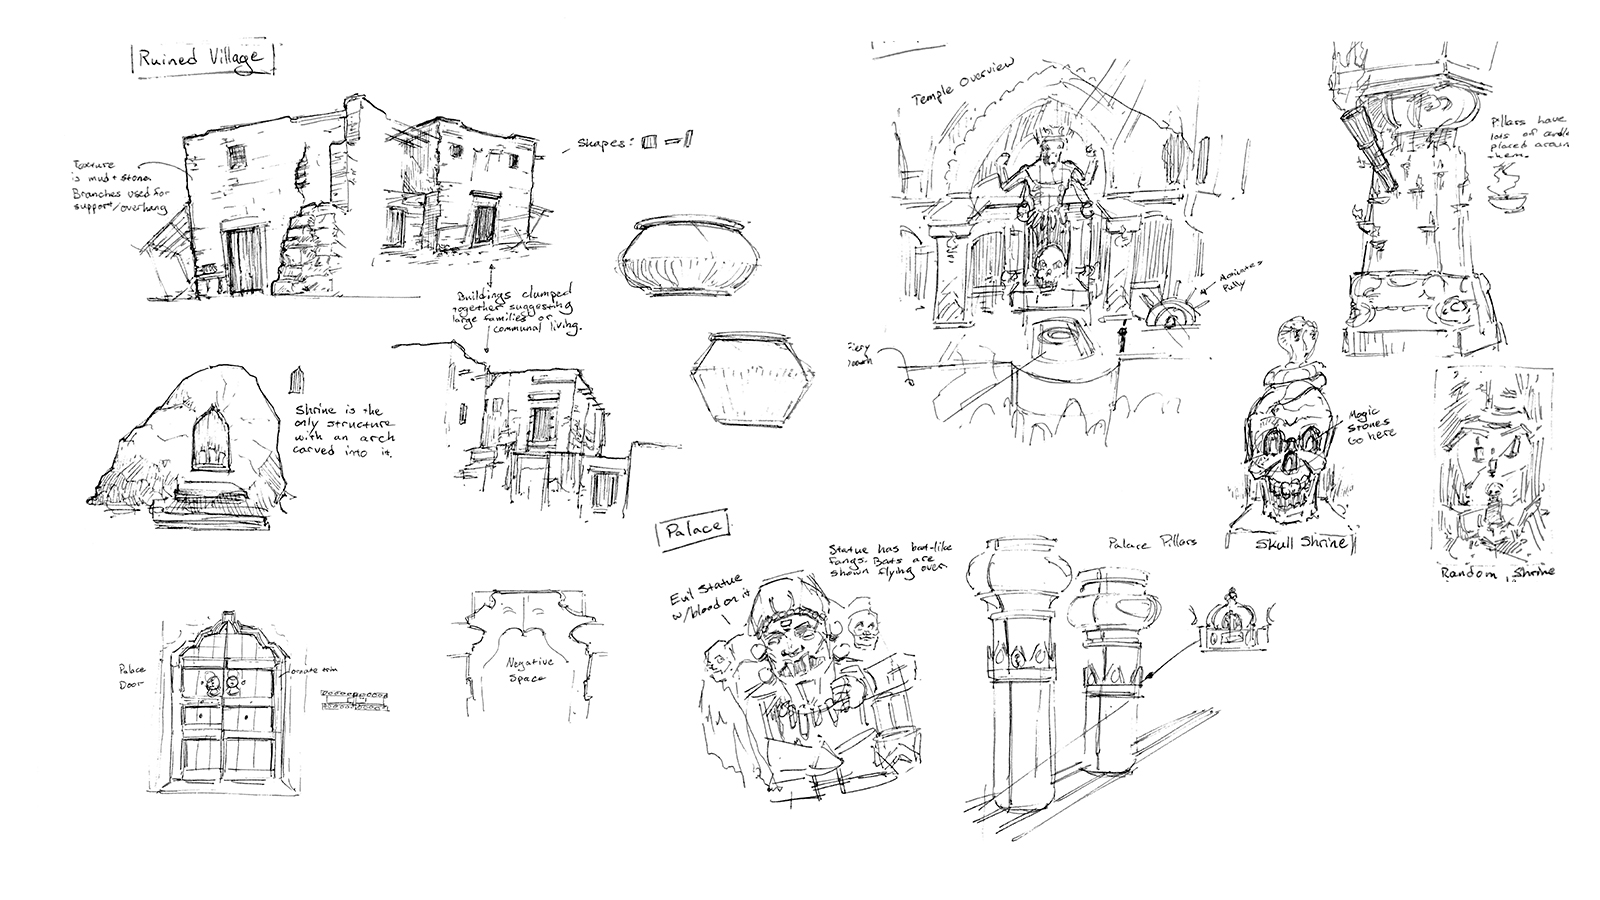 Ruined Village
Texture
is mud + stone.
Branches used for
support/overhang
Shapes:
Buildings clumped
together suggesting
large families or
communal living.
Shrine is the
only structure
with an arch
carved into it.
Temple Overview
Activates
Pully
Fiery
Pillars have
lots of
placed
them.
Magic
Stones
Go here
Skull Shrine
Random Shrine
Palace
Evil Statue
w/blood on it
Statue has bat-like
fangs. Bats are
shown flying over.
Palace Pillars
Palace
Door
ornate trim
Negative
Space